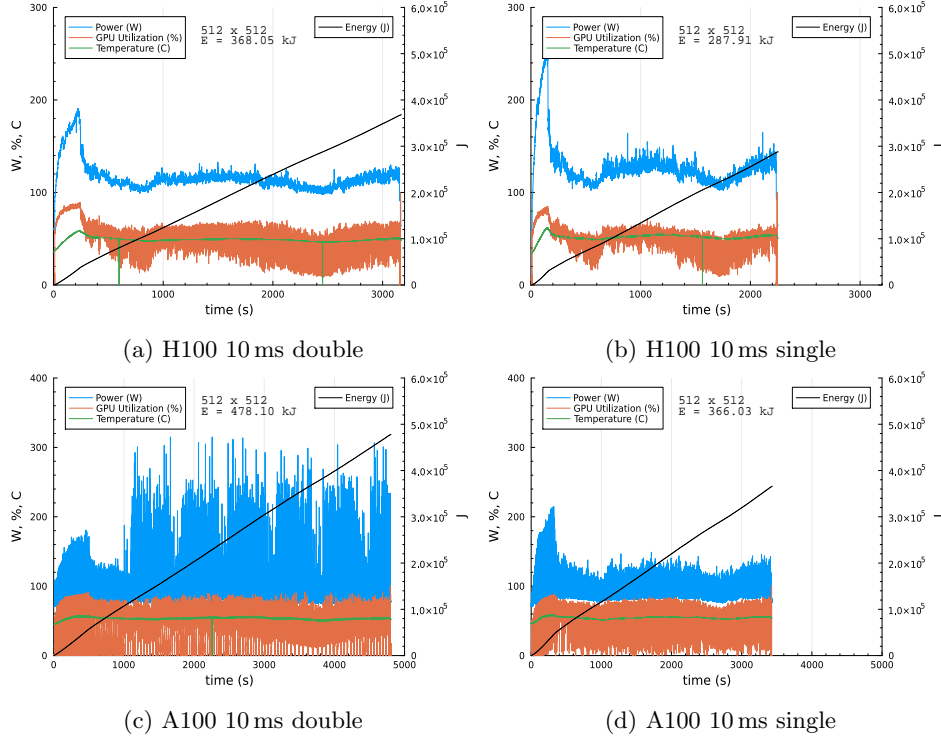 Power (W)
GPU Utilization (%)
Temperature (C)
512 x 512
E = 368.05 kJ
Energy (J)
300
200
100
0
W, %, C
6.0×10⁵
5.0×10⁵
4.0×10⁵
3.0×10⁵
2.0×10⁵
1.0×10⁵
0
J
0
1000
2000
3000
time (s)
(a) H100 10 ms double
Power (W)
GPU Utilization (%)
Temperature (C)
512 x 512
E = 287.91 kJ
Energy (J)
300
200
100
0
W, %, C
6.0×10⁵
5.0×10⁵
4.0×10⁵
3.0×10⁵
2.0×10⁵
1.0×10⁵
0
J
0
1000
2000
3000
time (s)
(b) H100 10 ms single
Power (W)
GPU Utilization (%)
Temperature (C)
512 x 512
E = 478.10 kJ
Energy (J)
400
300
200
100
0
W, %, C
6.0×10⁵
5.0×10⁵
4.0×10⁵
3.0×10⁵
2.0×10⁵
1.0×10⁵
0
J
0
1000
2000
3000
4000
5000
time (s)
(c) A100 10 ms double
Power (W)
GPU Utilization (%)
Temperature (C)
512 x 512
E = 366.03 kJ
Energy (J)
400
300
200
100
0
W, %, C
6.0×10⁵
5.0×10⁵
4.0×10⁵
3.0×10⁵
2.0×10⁵
1.0×10⁵
0
J
0
1000
2000
3000
4000
5000
time (s)
(d) A100 10 ms single